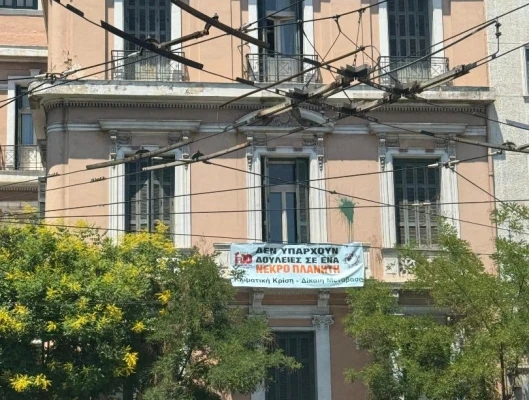 ΔΕΝ ΥΠΑΡΧΟΥΝ
ΔΟΥΛΕΙΕΣ ΣΕ ΕΝΑ
ΝΕΚΡΟ ΠΛΑΝΗΤΗ
Κλιματική Κρίση - Δίκαιη Μετάβαση